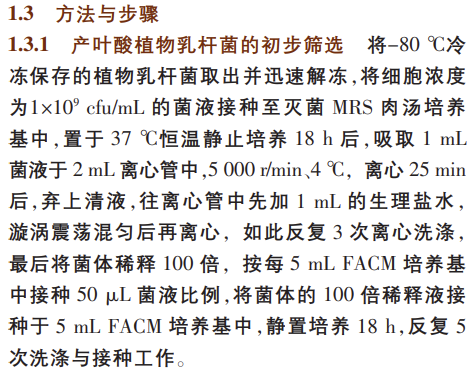 1.3 方法与步骤
1.3.1 产叶酸植物乳杆菌的初步筛选 将-80 ℃冷
冻保存的植物乳杆菌取出并迅速解冻,将细胞浓度
为1×10⁹ cfu/mL 的菌液接种至灭菌 MRS 肉汤培养
基中,置于 37 ℃恒温静止培养 18 h 后,吸取 1 mL
菌液于 2 mL 离心管中,5 000 r/min、4 ℃, 离心 25 min
后,弃上清液,往离心管中先加 1 mL 的生理盐水,
漩涡震荡混匀后再离心, 如此反复 3 次离心洗涤,
最后将菌体稀释 100 倍, 按每 5 mL FACM 培养基
中接种 50 μL 菌液比例,将菌体的 100 倍稀释液接
种于 5 mL FACM 培养基中,静置培养 18 h,反复 5
次洗涤与接种工作。